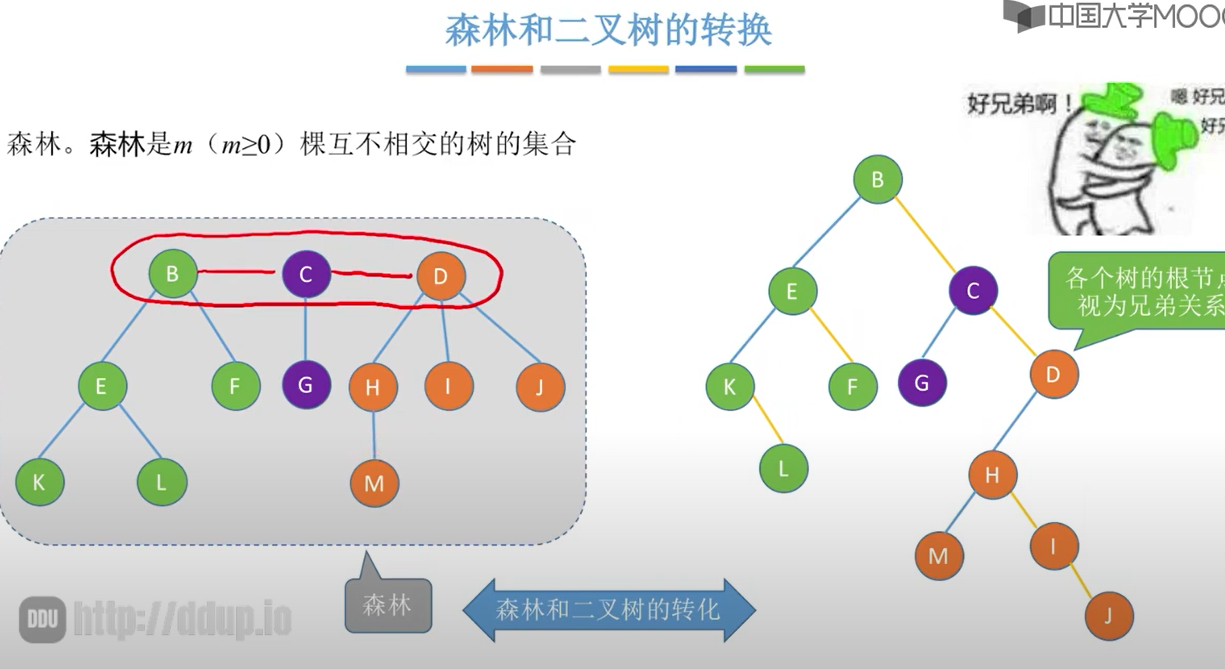 森林和二叉树的转换
中国大学MOO
好兄弟啊！
嗯 好兄
好
森林。森林是m（m≥0）棵互不相交的树的集合
B
C
D
E
F
G
H
I
J
K
L
M
B
E
C
K
F
G
D
L
H
M
I
J
各个树的根节点
视为兄弟关系
森林
森林和二叉树的转化
DDU http://ddup.io